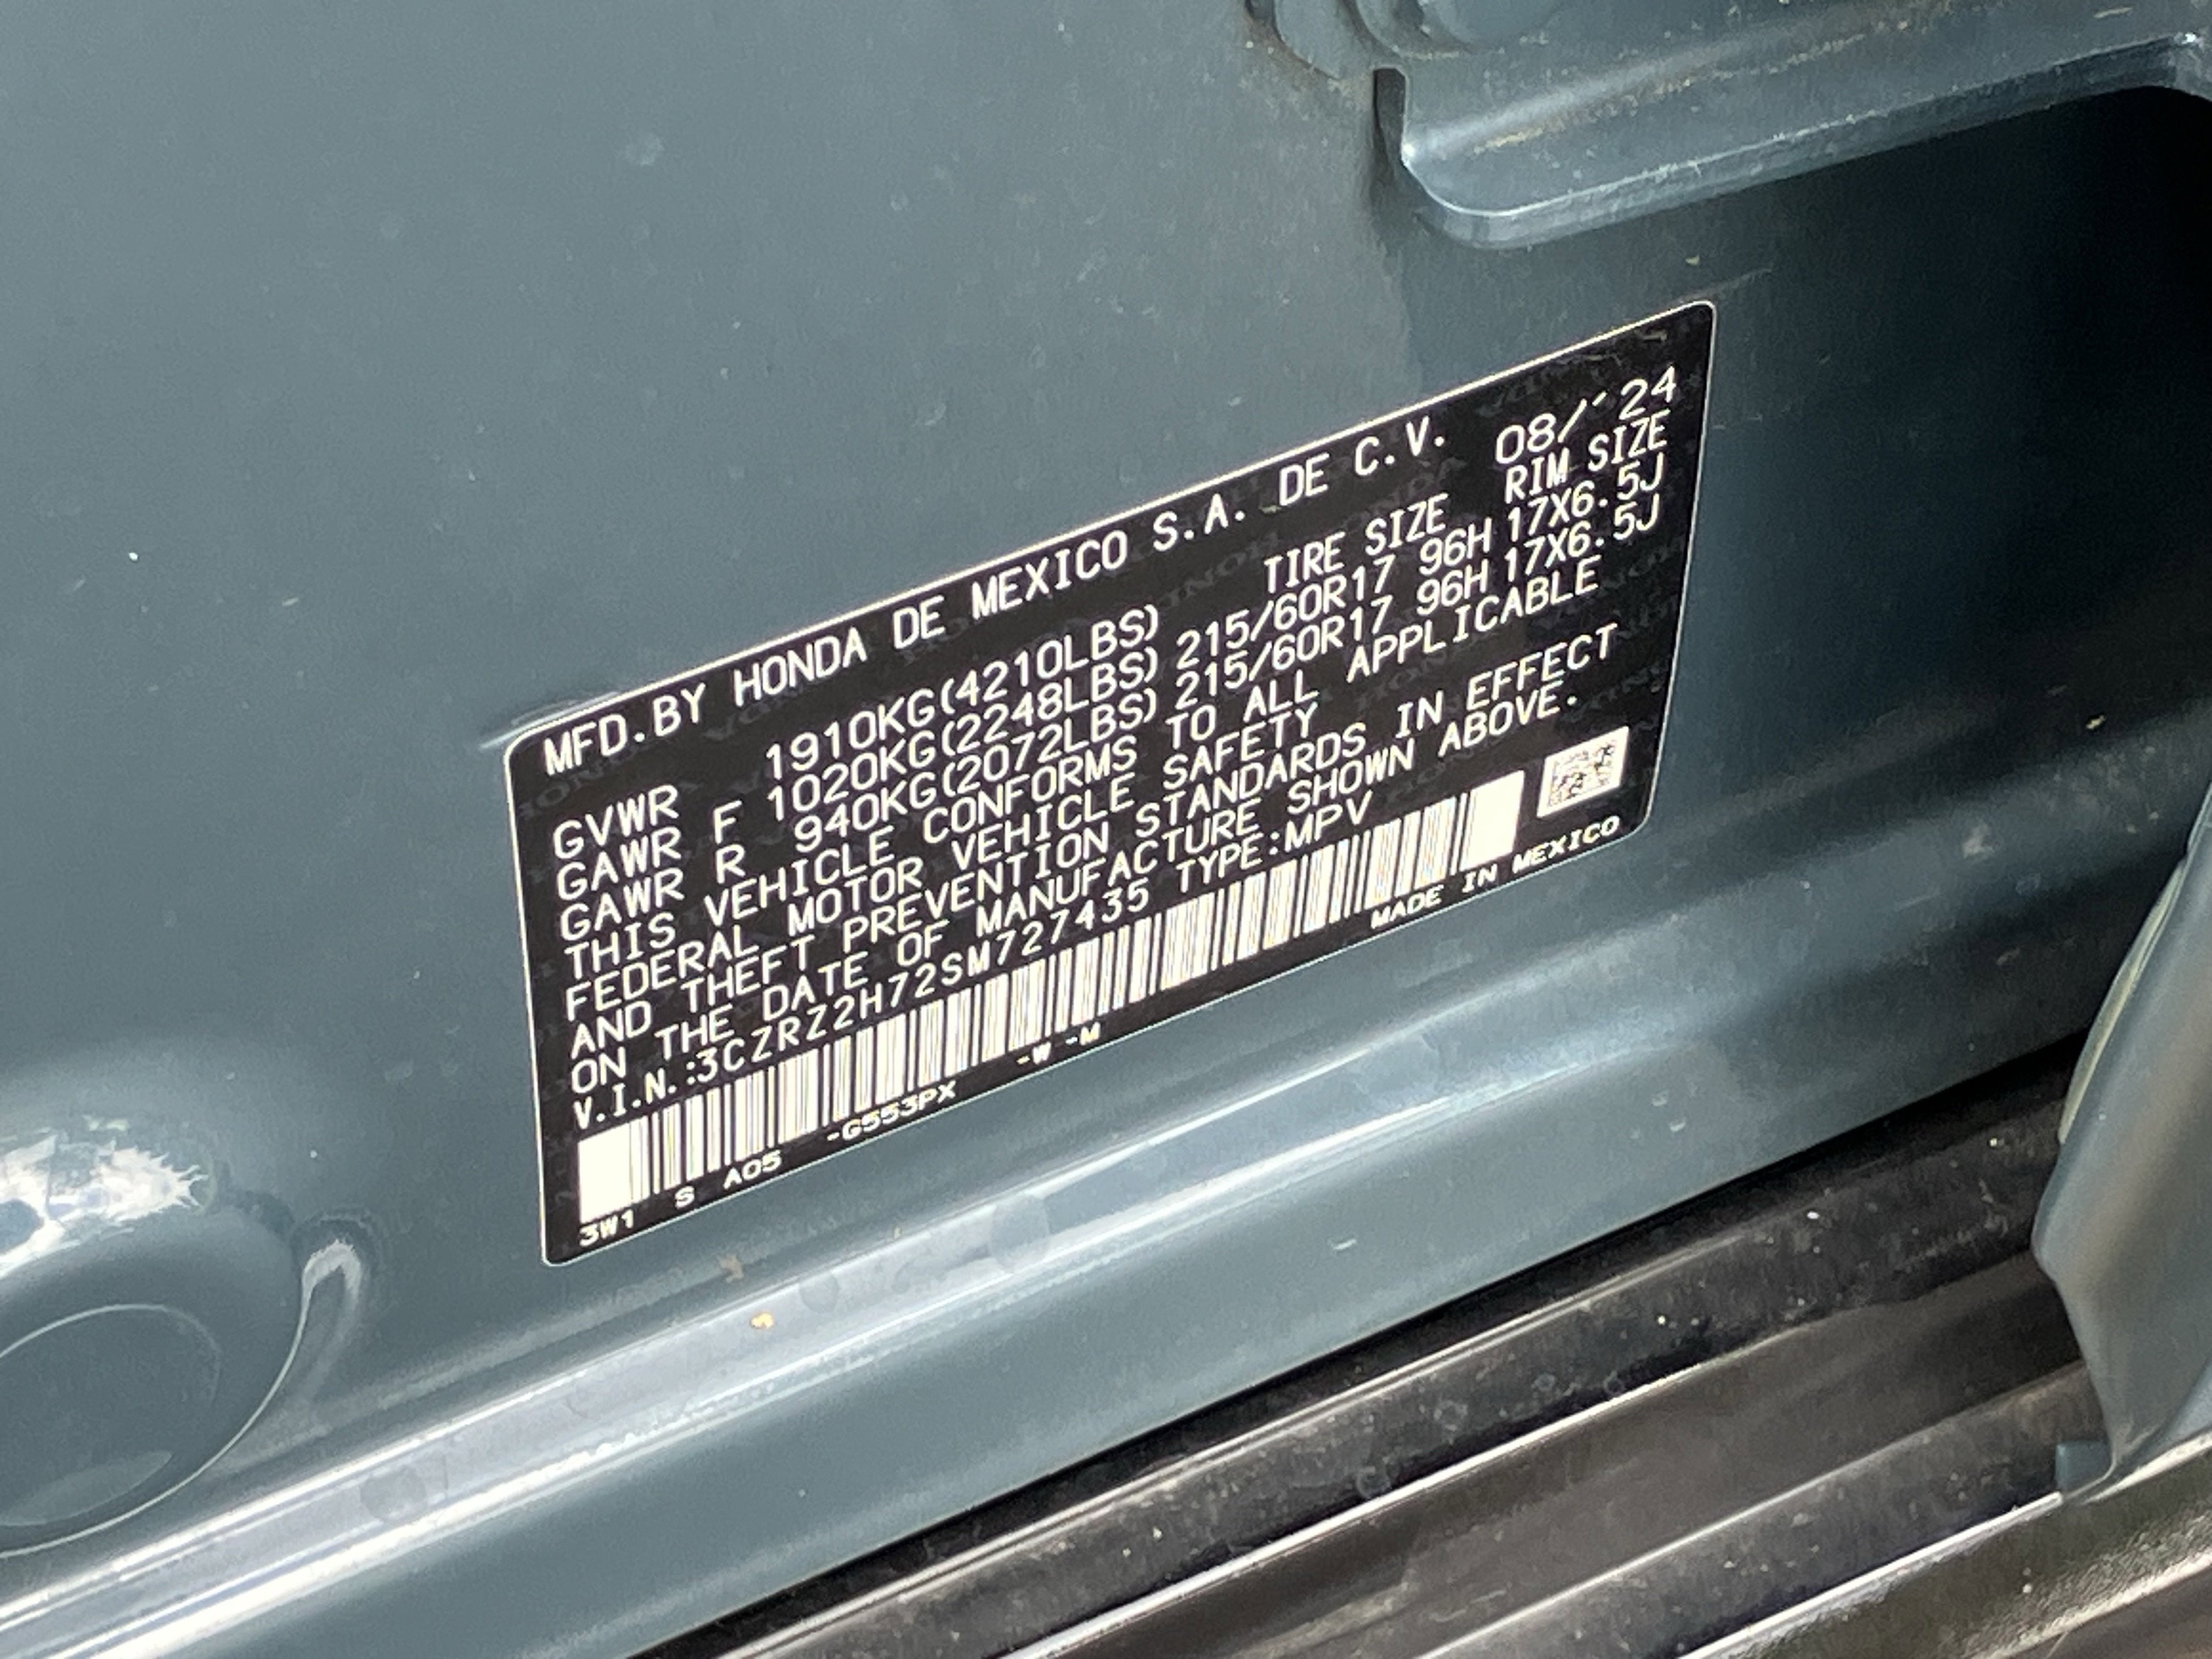 MFD.BY HONDA DE MEXICO S.A. DE C.V. 08/'24
TIRE SIZE RIM SIZE
GVWR 1910KG(4210LBS)
GAWR F 1020KG(2248LBS) 215/60R17 96H 17X6.5J
GAWR R 940KG(2072LBS) 215/60R17 96H 17X6.5J
THIS VEHICLE CONFORMS TO ALL APPLICABLE
FEDERAL MOTOR VEHICLE SAFETY
AND THEFT PREVENTION STANDARDS IN EFFECT
ON THE DATE OF MANUFACTURE SHOWN ABOVE.
V.I.N.:3CZRZ2H72SM727435 TYPE:MPV
3W1 S A05 -G553PX -W -M MADE IN MEXICO